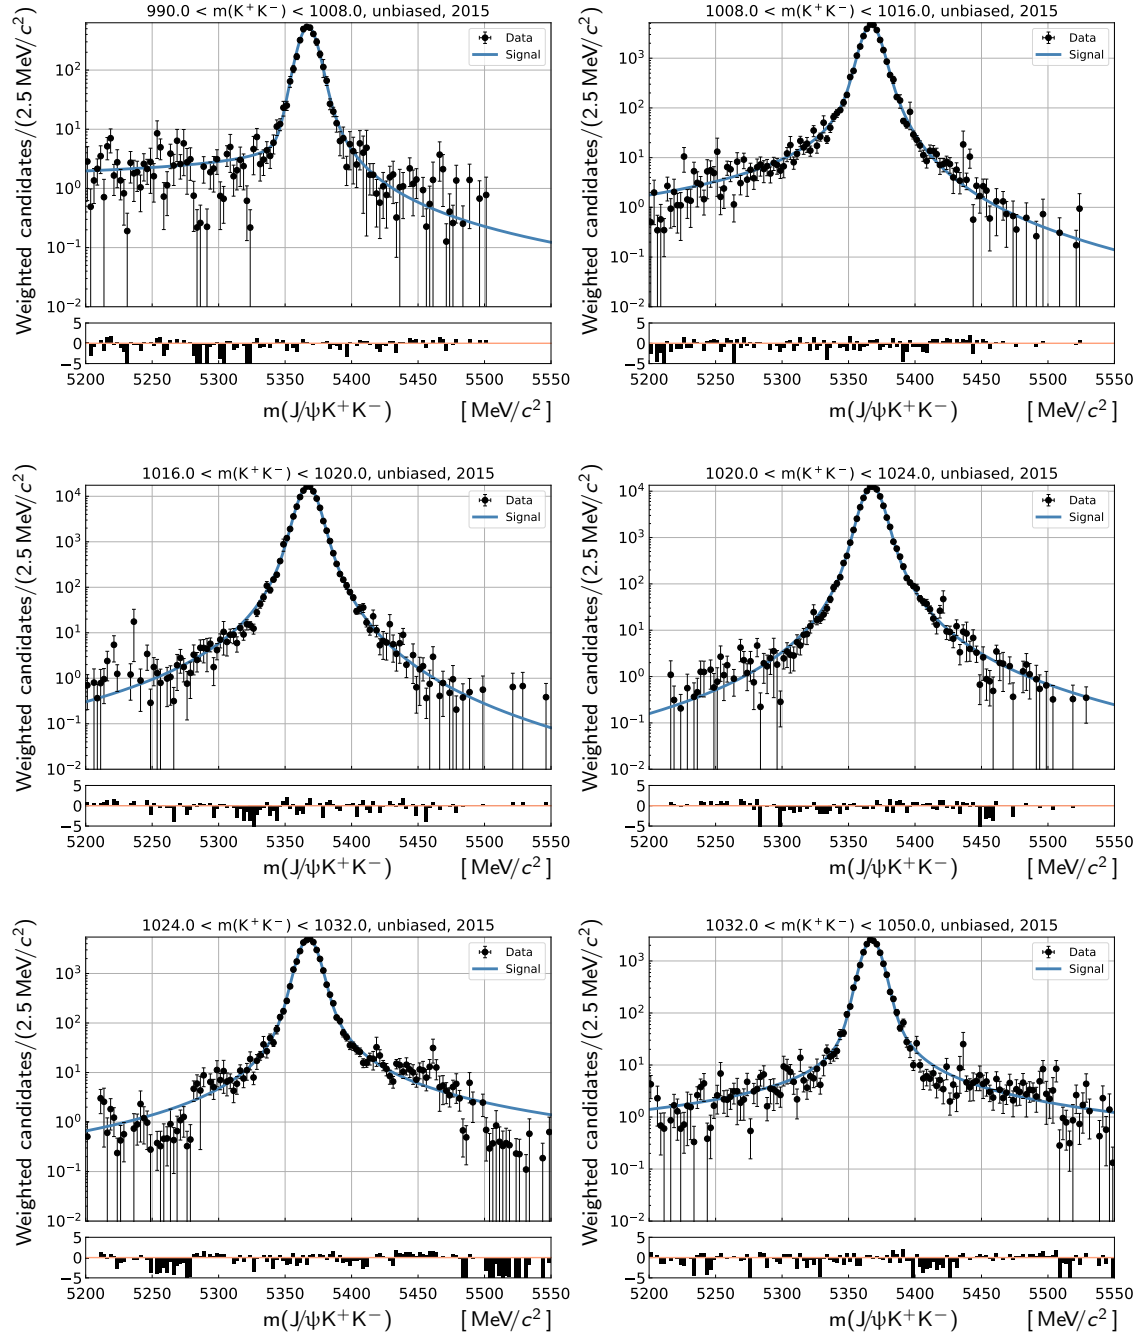 990.0 < m(K⁺K⁻) < 1008.0, unbiased, 2015
Weighted candidates/(2.5 MeV/c²)
10²
10¹
10⁰
10⁻¹
10⁻²
Data
Signal
5
0
−5
5200 5250 5300 5350 5400 5450 5500 5550
m(J/ψK⁺K⁻) [MeV/c²]
1008.0 < m(K⁺K⁻) < 1016.0, unbiased, 2015
Weighted candidates/(2.5 MeV/c²)
10³
10²
10¹
10⁰
10⁻¹
10⁻²
Data
Signal
5
0
−5
5200 5250 5300 5350 5400 5450 5500 5550
m(J/ψK⁺K⁻) [MeV/c²]
1016.0 < m(K⁺K⁻) < 1020.0, unbiased, 2015
Weighted candidates/(2.5 MeV/c²)
10⁴
10³
10²
10¹
10⁰
10⁻¹
10⁻²
Data
Signal
5
0
−5
5200 5250 5300 5350 5400 5450 5500 5550
m(J/ψK⁺K⁻) [MeV/c²]
1020.0 < m(K⁺K⁻) < 1024.0, unbiased, 2015
Weighted candidates/(2.5 MeV/c²)
10⁴
10³
10²
10¹
10⁰
10⁻¹
10⁻²
Data
Signal
5
0
−5
5200 5250 5300 5350 5400 5450 5500 5550
m(J/ψK⁺K⁻) [MeV/c²]
1024.0 < m(K⁺K⁻) < 1032.0, unbiased, 2015
Weighted candidates/(2.5 MeV/c²)
10³
10²
10¹
10⁰
10⁻¹
10⁻²
Data
Signal
5
0
−5
5200 5250 5300 5350 5400 5450 5500 5550
m(J/ψK⁺K⁻) [MeV/c²]
1032.0 < m(K⁺K⁻) < 1050.0, unbiased, 2015
Weighted candidates/(2.5 MeV/c²)
10³
10²
10¹
10⁰
10⁻¹
10⁻²
Data
Signal
5
0
−5
5200 5250 5300 5350 5400 5450 5500 5550
m(J/ψK⁺K⁻) [MeV/c²]